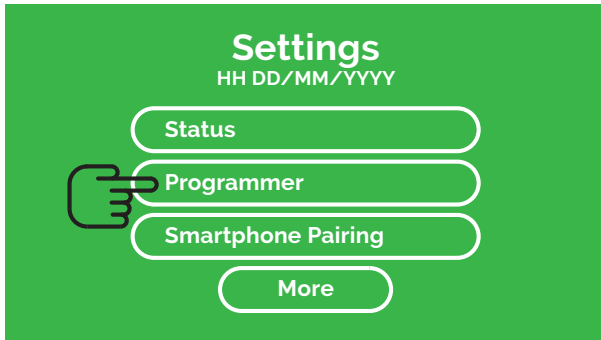 Settings
HH DD/MM/YYYY
Status
Programmer
Smartphone Pairing
More